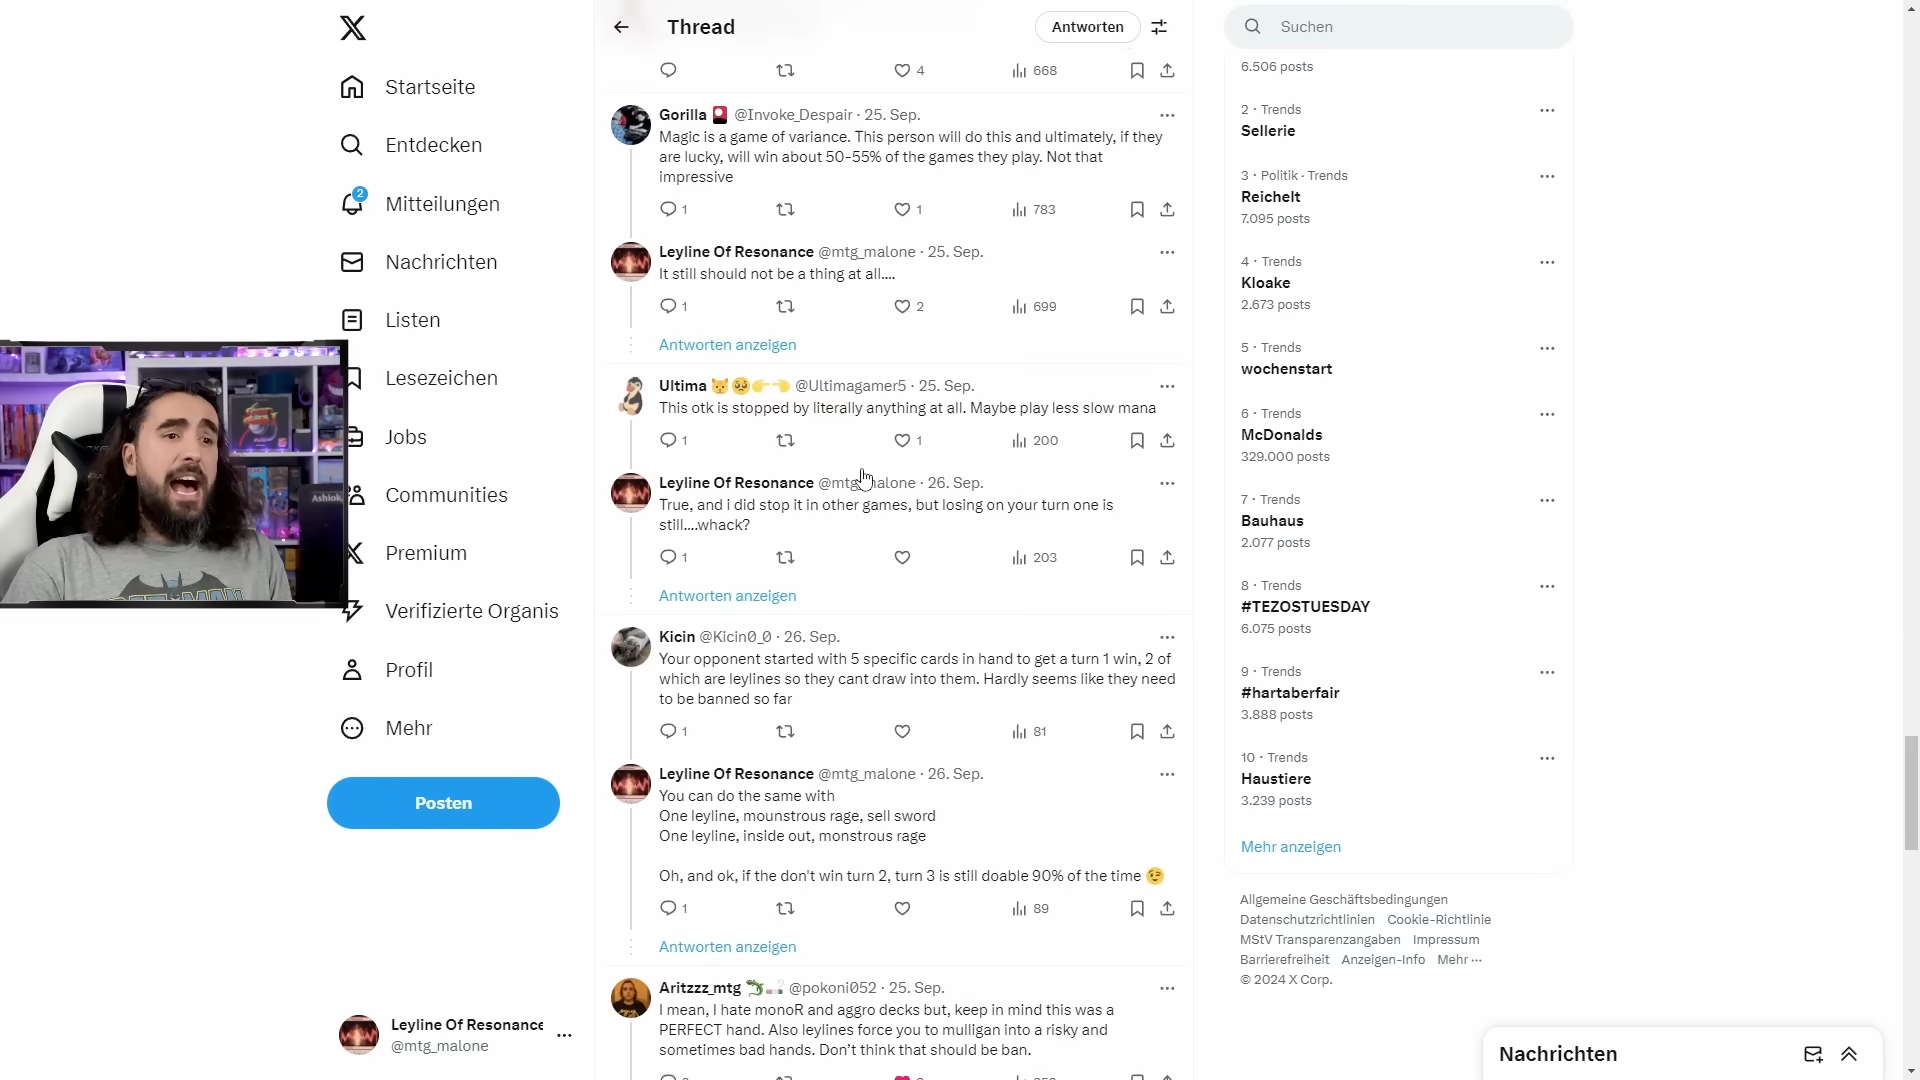 Thread
Antworten
Suchen
Startseite
Entdecken
2
Mitteilungen
Nachrichten
Listen
Lesezeichen
Jobs
Communities
Premium
Verifizierte Organis
Profil
Mehr
Posten
Leyline Of Resonance
@mtg_malone
4
668
Gorilla @Invoke_Despair · 25. Sep.
Magic is a game of variance. This person will do this and ultimately, if they
are lucky, will win about 50-55% of the games they play. Not that
impressive
1
1
783
Leyline Of Resonance @mtg_malone · 25. Sep.
It still should not be a thing at all....
1
2
699
Antworten anzeigen
Ultima 😼🥺👉👈 @Ultimagamer5 · 25. Sep.
This otk is stopped by literally anything at all. Maybe play less slow mana
1
1
200
Leyline Of Resonance @mtg_malone · 26. Sep.
True, and i did stop it in other games, but losing on your turn one is
still....whack?
1
203
Antworten anzeigen
Kicin @Kicin0_0 · 26. Sep.
Your opponent started with 5 specific cards in hand to get a turn 1 win, 2 of
which are leylines so they cant draw into them. Hardly seems like they need
to be banned so far
1
81
Leyline Of Resonance @mtg_malone · 26. Sep.
You can do the same with
One leyline, mounstrous rage, sell sword
One leyline, inside out, monstrous rage
Oh, and ok, if the don't win turn 2, turn 3 is still doable 90% of the time 😉
1
89
Antworten anzeigen
Aritzzz_mtg @pokoni052 · 25. Sep.
I mean, I hate monoR and aggro decks but, keep in mind this was a
PERFECT hand. Also leylines force you to mulligan into a risky and
sometimes bad hands. Don't think that should be ban.
6.506 posts
2 · Trends
Sellerie
3 · Politik · Trends
Reichelt
7.095 posts
4 · Trends
Kloake
2.673 posts
5 · Trends
wochenstart
6 · Trends
McDonalds
329.000 posts
7 · Trends
Bauhaus
2.077 posts
8 · Trends
#TEZOSTUESDAY
6.075 posts
9 · Trends
#hartaberfair
3.888 posts
10 · Trends
Haustiere
3.239 posts
Mehr anzeigen
Allgemeine Geschäftsbedingungen
Datenschutzrichtlinien Cookie-Richtlinie
MStV Transparenzangaben Impressum
Barrierefreiheit Anzeigen-Info Mehr ···
© 2024 X Corp.
Nachrichten
Ashiok,